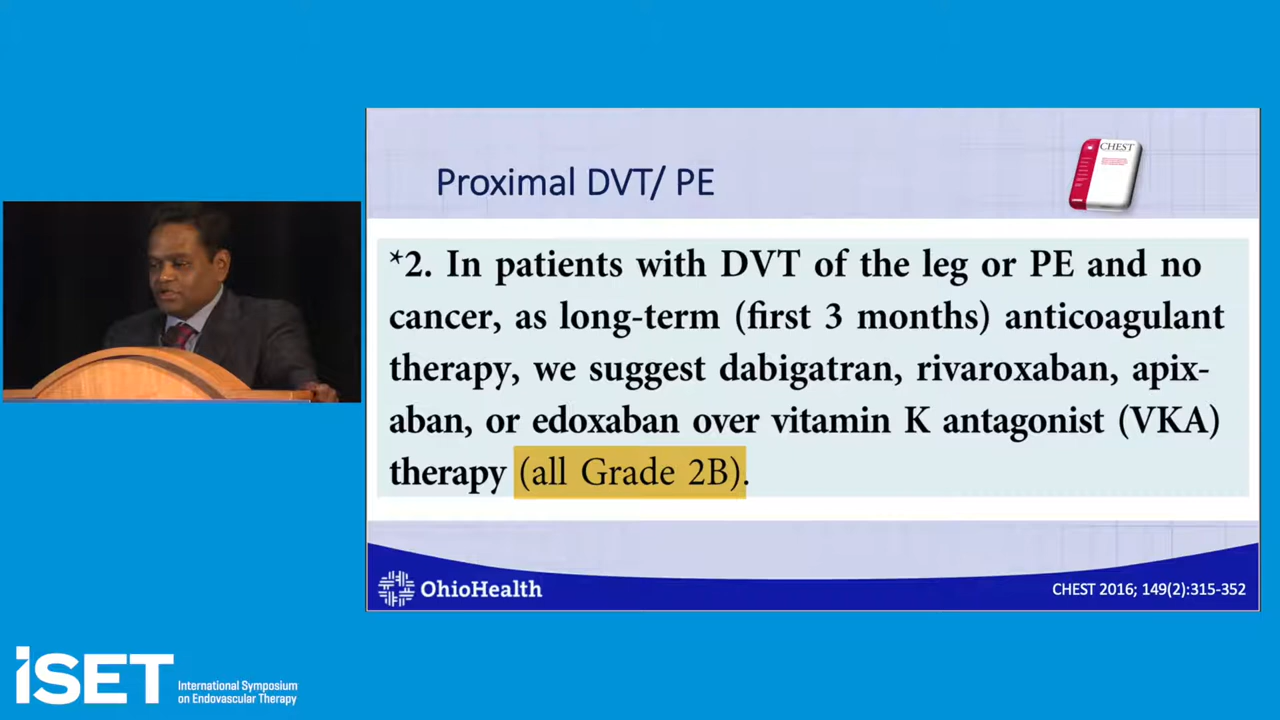 Proximal DVT/ PE
CHEST
*2. In patients with DVT of the leg or PE and no
cancer, as long-term (first 3 months) anticoagulant
therapy, we suggest dabigatran, rivaroxaban, apix-
aban, or edoxaban over vitamin K antagonist (VKA)
therapy (all Grade 2B).
OhioHealth
CHEST 2016; 149(2):315-352
iSET
International Symposium
on Endovascular Therapy